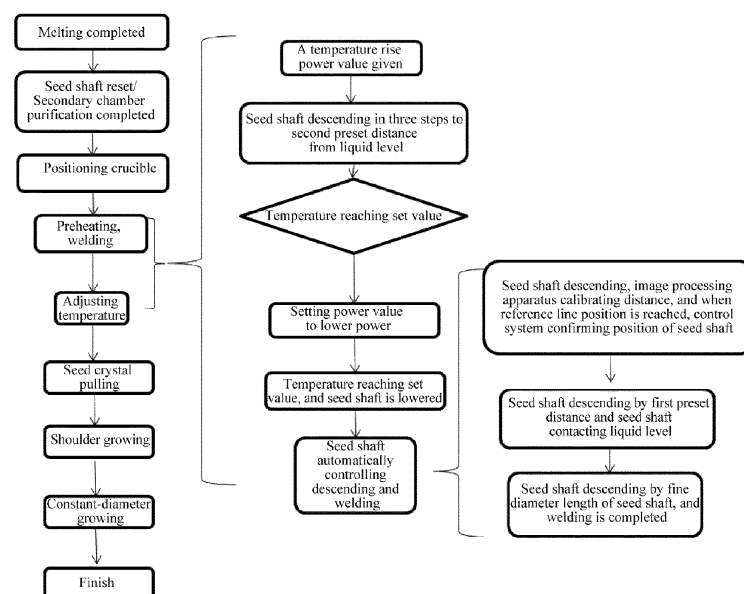 Melting completed
Seed shaft reset/
Secondary chamber
purification completed
Positioning crucible
Preheating,
welding
Adjusting
temperature
Seed crystal
pulling
Shoulder growing
Constant-diameter
growing
Finish
A temperature rise
power value given
Seed shaft descending in three steps to
second preset distance
from liquid level
Temperature reaching set value
Setting power value
to lower power
Temperature reaching set
value, and seed shaft is lowered
Seed shaft
automatically
controlling
descending and
welding
Seed shaft descending, image processing
apparatus calibrating distance, and when
reference line position is reached, control
system confirming position of seed shaft
Seed shaft descending by first preset
distance and seed shaft
contacting liquid level
Seed shaft descending by fine
diameter length of seed shaft, and
welding is completed